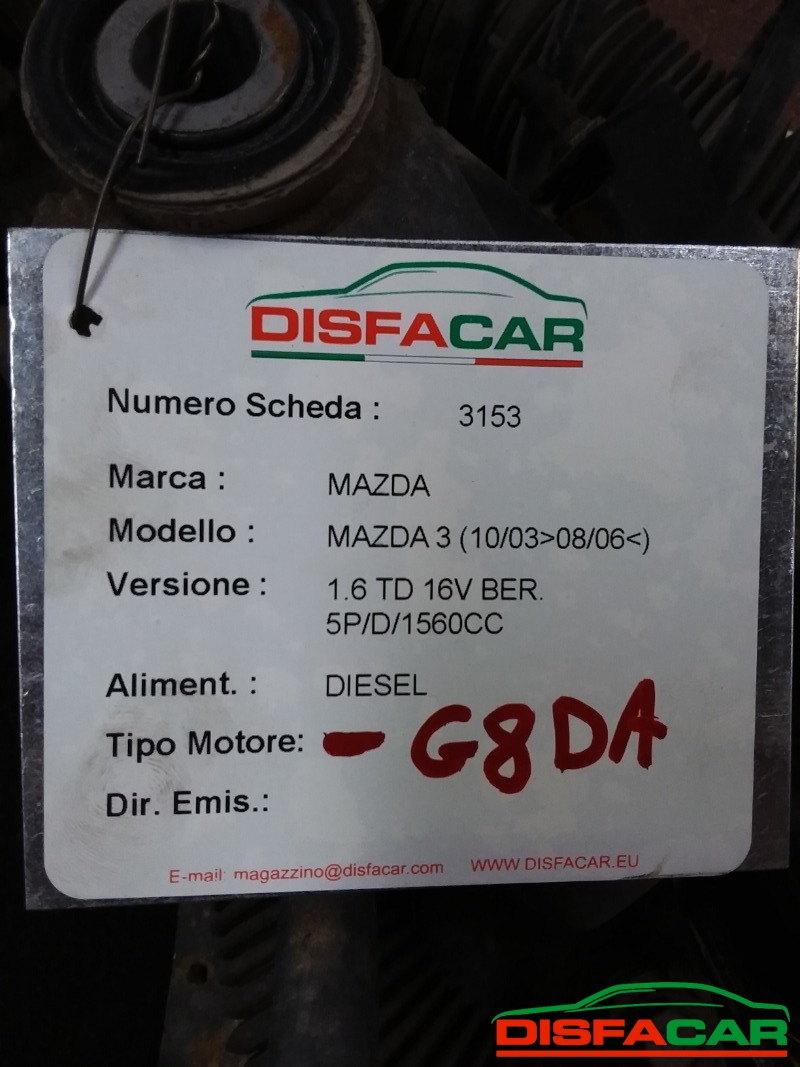 DISFACAR
Numero Scheda : 3153
Marca : MAZDA
Modello : MAZDA 3 (10/03>08/06<)
Versione : 1.6 TD 16V BER.
5P/D/1560CC
Aliment. : DIESEL
Tipo Motore: - G8DA
Dir. Emis.:
E-mail: magazzino@disfacar.com WWW.DISFACAR.EU
DISFACAR